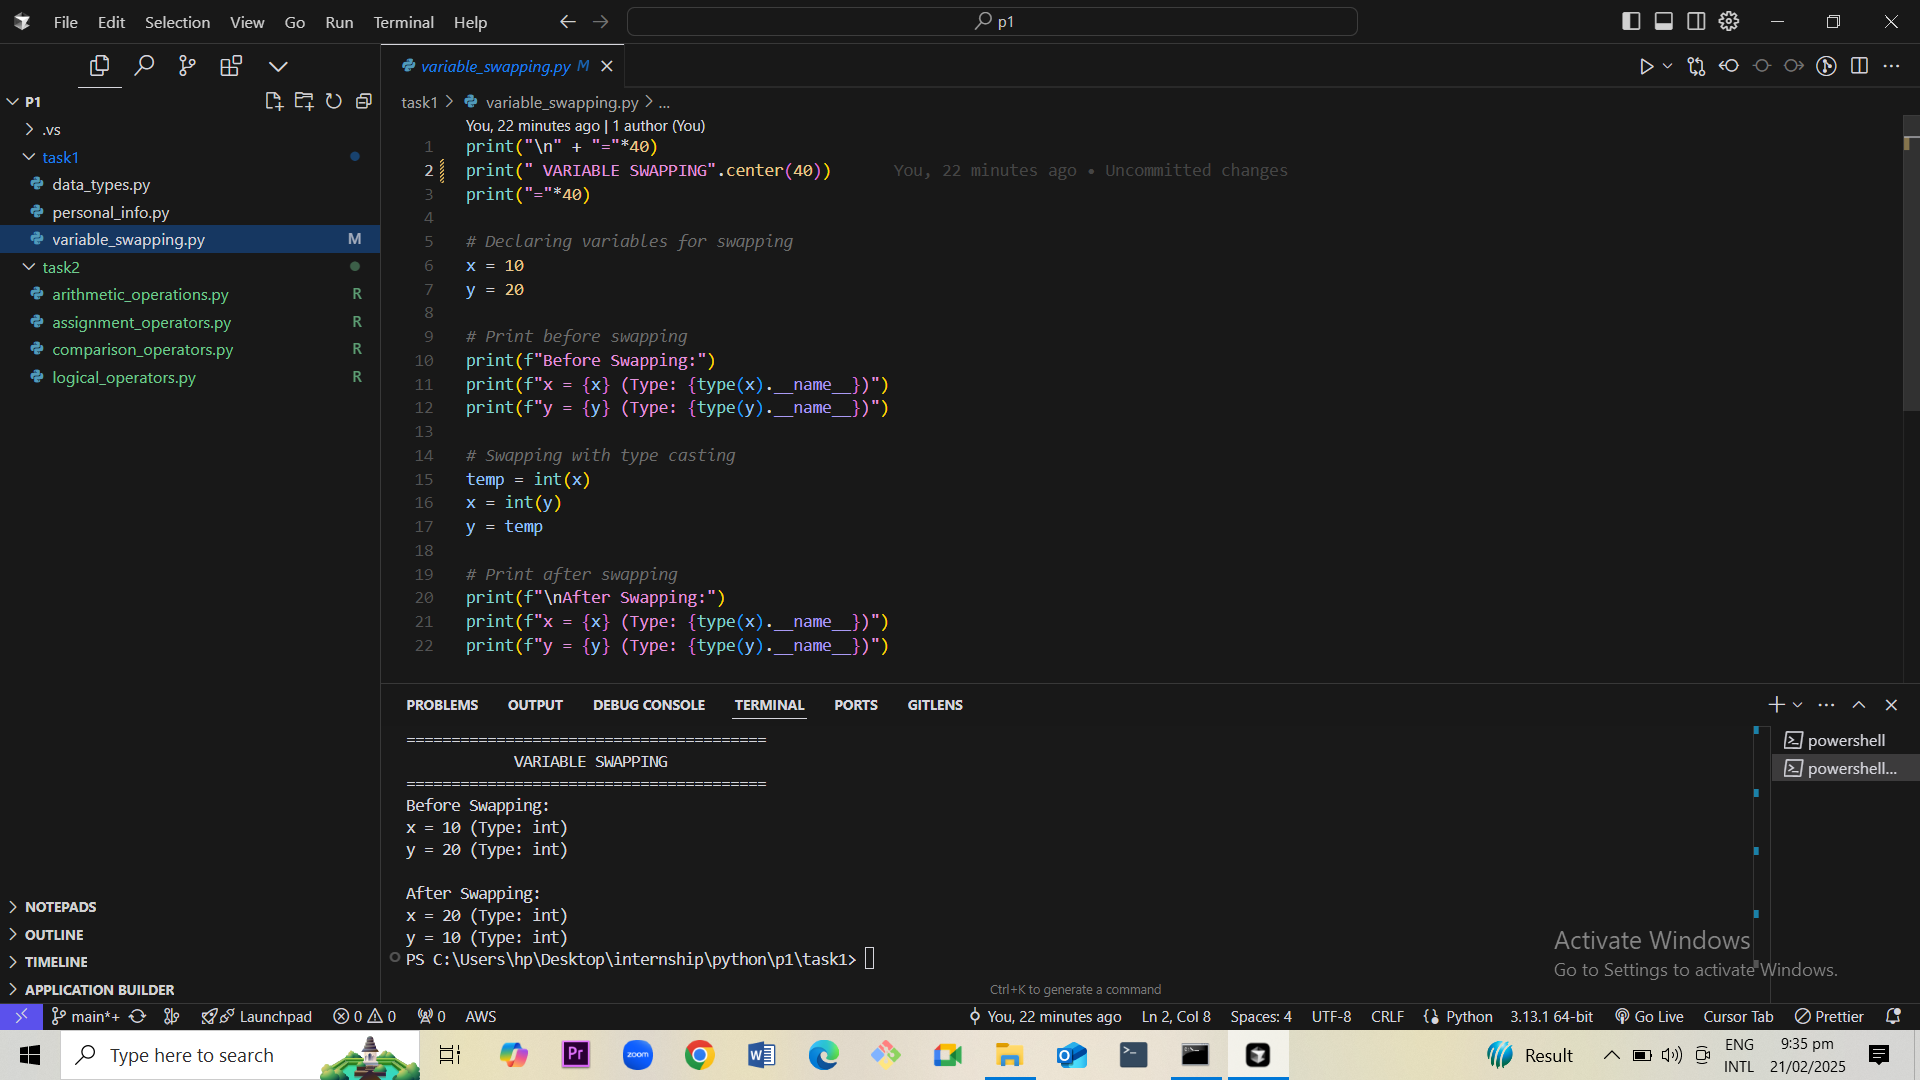 File Edit Selection View Go Run Terminal Help
p1
P1
.vs
task1
data_types.py
personal_info.py
variable_swapping.py M
task2
arithmetic_operations.py R
assignment_operators.py R
comparison_operators.py R
logical_operators.py R
NOTEPADS
OUTLINE
TIMELINE
APPLICATION BUILDER
variable_swapping.py M
task1 > variable_swapping.py > ...
You, 22 minutes ago | 1 author (You)
1 print("\n" + "="*40)
2 print(" VARIABLE SWAPPING".center(40)) You, 22 minutes ago • Uncommitted changes
3 print("="*40)
4
5 # Declaring variables for swapping
6 x = 10
7 y = 20
8
9 # Print before swapping
10 print(f"Before Swapping:")
11 print(f"x = {x} (Type: {type(x).__name__})")
12 print(f"y = {y} (Type: {type(y).__name__})")
13
14 # Swapping with type casting
15 temp = int(x)
16 x = int(y)
17 y = temp
18
19 # Print after swapping
20 print(f"\nAfter Swapping:")
21 print(f"x = {x} (Type: {type(x).__name__})")
22 print(f"y = {y} (Type: {type(y).__name__})")
PROBLEMS OUTPUT DEBUG CONSOLE TERMINAL PORTS GITLENS
========================================
VARIABLE SWAPPING
========================================
Before Swapping:
x = 10 (Type: int)
y = 20 (Type: int)
After Swapping:
x = 20 (Type: int)
y = 10 (Type: int)
PS C:\Users\hp\Desktop\internship\python\p1\task1>
Ctrl+K to generate a command
powershell
powershell...
Activate Windows
Go to Settings to activate Windows.
main*+ Launchpad 0 0 0 AWS You, 22 minutes ago Ln 2, Col 8 Spaces: 4 UTF-8 CRLF Python 3.13.1 64-bit Go Live Cursor Tab Prettier
Type here to search
Pr
zoom
Result
ENG
INTL
9:35 pm
21/02/2025